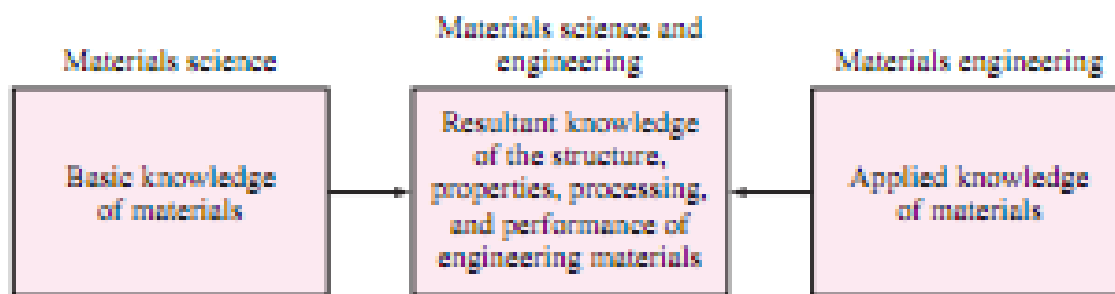 Materials science
Basic knowledge
of materials
Materials science and
engineering
Resultant knowledge
of the structure,
properties, processing,
and performance of
engineering materials
Materials engineering
Applied knowledge
of materials